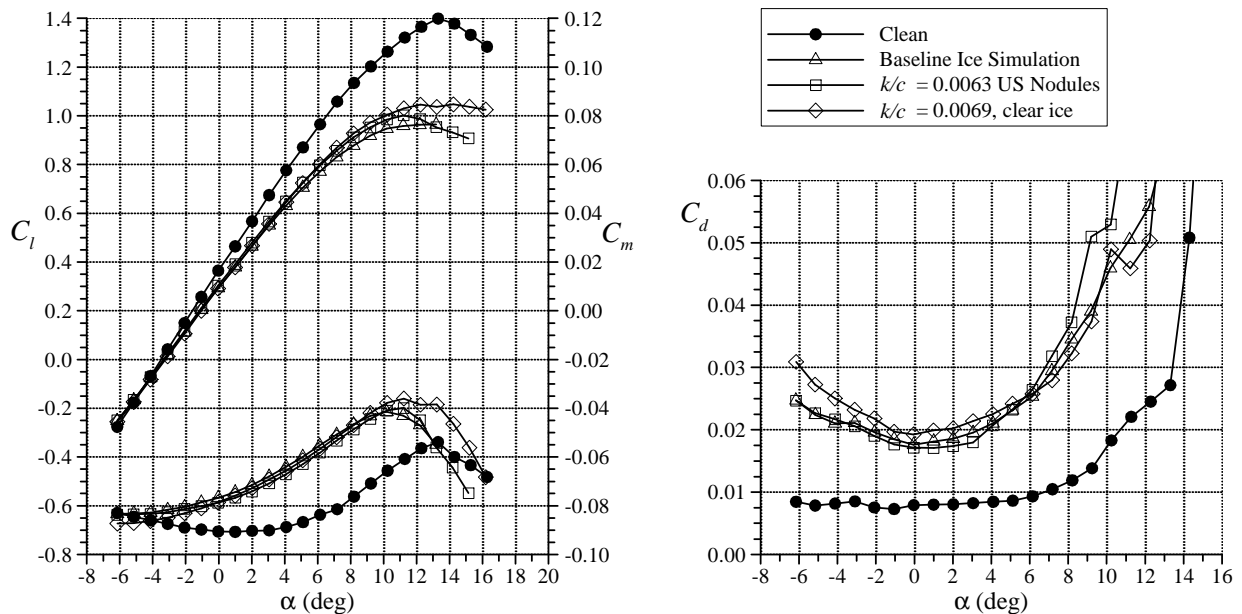 Clean
Baseline Ice Simulation
k/c = 0.0063 US Nodules
k/c = 0.0069, clear ice
1.4
1.2
1.0
0.8
0.6
0.4
0.2
0.0
-0.2
-0.4
-0.6
-0.8
C_l
0.12
0.10
0.08
0.06
0.04
0.02
0.00
-0.02
-0.04
-0.06
-0.08
-0.10
C_m
-8 -6 -4 -2 0 2 4 6 8 10 12 14 16 18 20
α (deg)
0.06
0.05
0.04
0.03
0.02
0.01
0.00
C_d
-8 -6 -4 -2 0 2 4 6 8 10 12 14 16
α (deg)